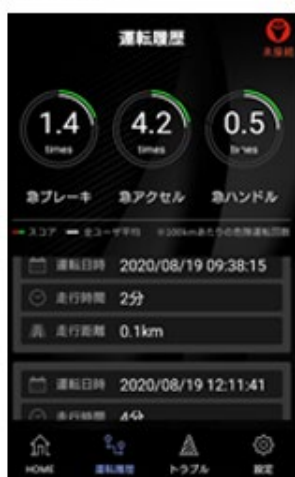 運転履歴
未接続
1.4
times
4.2
times
0.5
times
急ブレーキ
急アクセル
急ハンドル
スコア 全ユーザ平均 ※100kmあたりの危険運転回数
運転日時 2020/08/19 09:38:15
走行時間 2分
走行距離 0.1km
運転日時 2020/08/19 12:11:41
走行時間 4分
HOME
運転履歴
トラブル
設定